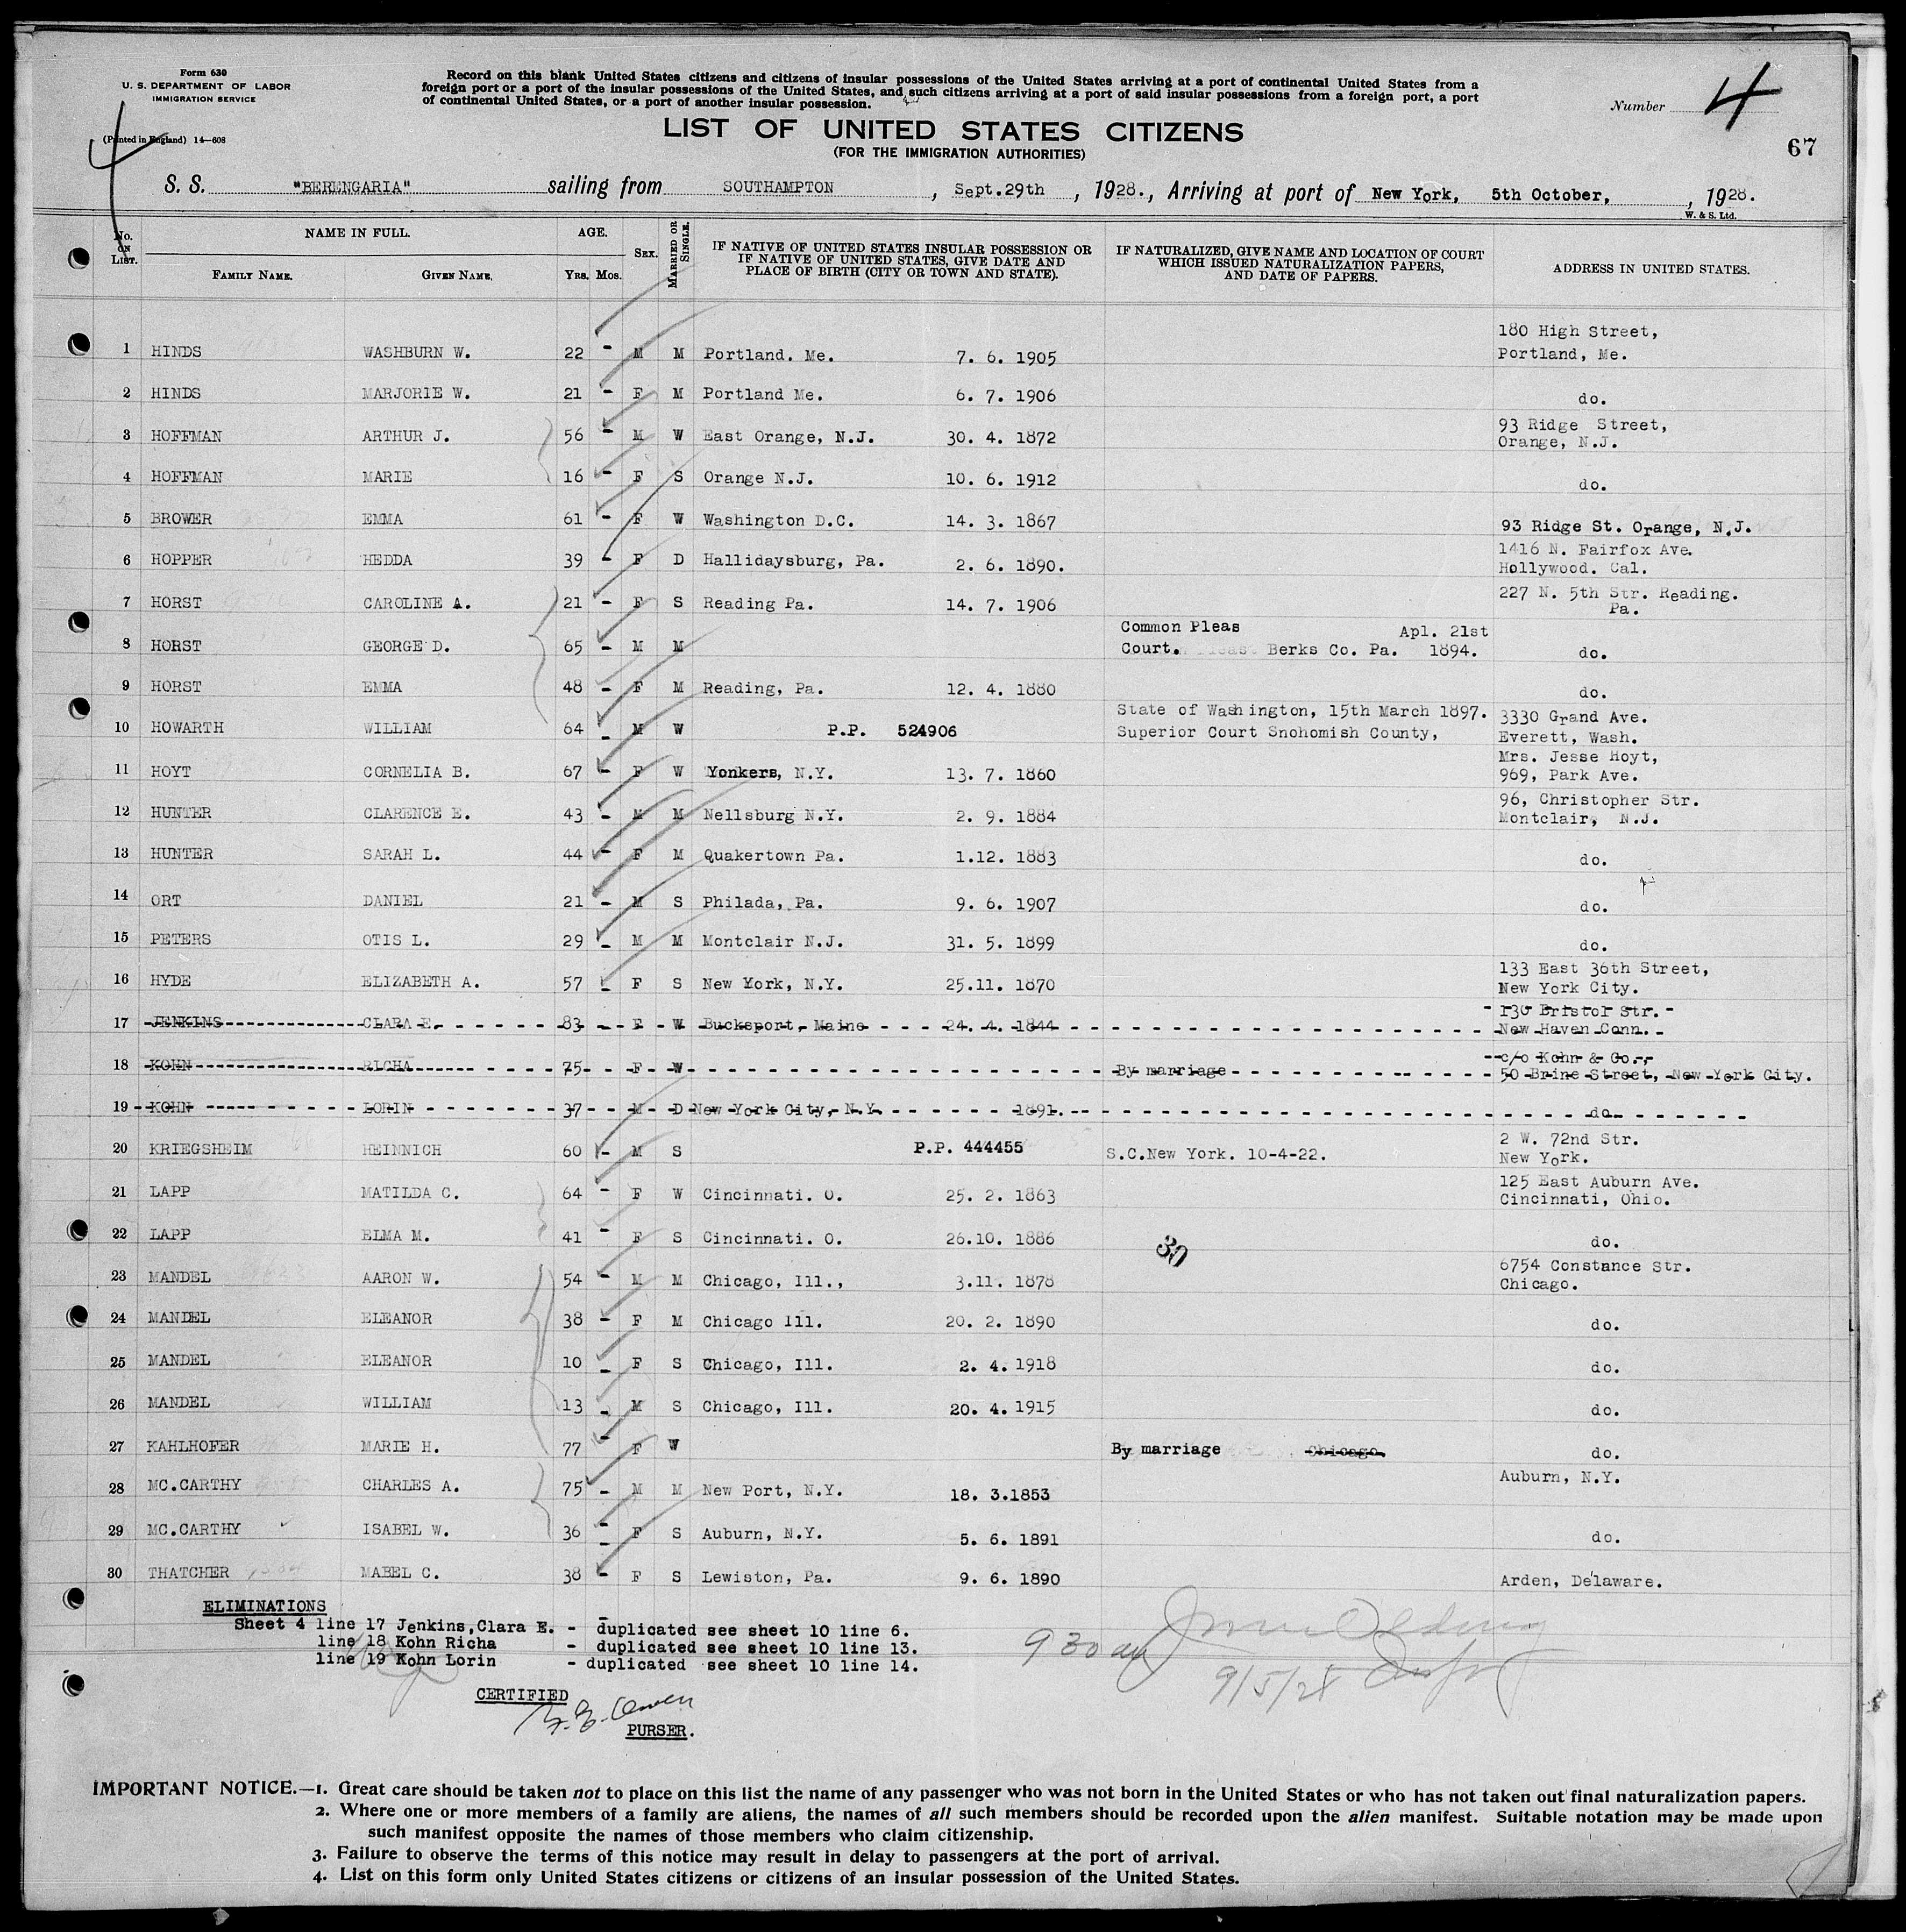 Form 630
U. S. DEPARTMENT OF LABOR
IMMIGRATION SERVICE
(Printed in England) 14—608
Record on this blank United States citizens and citizens of insular possessions of the United States arriving at a port of continental United States from a
foreign port or a port of the insular possessions of the United States, and such citizens arriving at a port of said insular possessions from a foreign port, a port
of continental United States, or a port of another insular possession.
Number 4
4
67
LIST OF UNITED STATES CITIZENS
(FOR THE IMMIGRATION AUTHORITIES)
S. S. "BERENGARIA" sailing from SOUTHAMPTON, Sept.29th, 1928., Arriving at port of New York, 5th October, , 1928.
W. & S. Ltd.
No. ON LIST. NAME IN FULL. FAMILY NAME. GIVEN NAME. AGE. YRS. MOS. SEX. MARRIED OR SINGLE. IF NATIVE OF UNITED STATES INSULAR POSSESSION OR IF NATIVE OF UNITED STATES, GIVE DATE AND PLACE OF BIRTH (CITY OR TOWN AND STATE). IF NATURALIZED, GIVE NAME AND LOCATION OF COURT WHICH ISSUED NATURALIZATION PAPERS, AND DATE OF PAPERS. ADDRESS IN UNITED STATES.
1 HINDS WASHBURN W. 22 - M M Portland. Me. 7. 6. 1905 180 High Street, Portland, Me.
2 HINDS MARJORIE W. 21 - F M Portland Me. 6. 7. 1906 do.
3 HOFFMAN ARTHUR J. 56 - M W East Orange, N.J. 30. 4. 1872 93 Ridge Street, Orange, N.J.
4 HOFFMAN MARIE 16 - F S Orange N.J. 10. 6. 1912 do.
5 BROWER EMMA 61 - F W Washington D.C. 14. 3. 1867 93 Ridge St. Orange, N.J.
6 HOPPER HEDDA 39 - F D Hallidaysburg, Pa. 2. 6. 1890. 1416 N. Fairfox Ave. Hollywood. Cal.
7 HORST CAROLINE A. 21 - F S Reading Pa. 14. 7. 1906 227 N. 5th Str. Reading. Pa.
8 HORST GEORGE D. 65 - M M Common Pleas Court. Berks Co. Pa. Apl. 21st 1894. do.
9 HORST EMMA 48 - F M Reading, Pa. 12. 4. 1880 do.
10 HOWARTH WILLIAM 64 - M W P.P. 524906 State of Washington, 15th March 1897. Superior Court Snohomish County, 3330 Grand Ave. Everett, Wash.
11 HOYT CORNELIA B. 67 - F W Yonkers, N.Y. 13. 7. 1860 Mrs. Jesse Hoyt, 969, Park Ave.
12 HUNTER CLARENCE E. 43 - M M Nellsburg N.Y. 2. 9. 1884 96, Christopher Str. Montclair, N.J.
13 HUNTER SARAH L. 44 - F M Quakertown Pa. 1.12. 1883 do.
14 ORT DANIEL 21 - M S Philada, Pa. 9. 6. 1907 do.
15 PETERS OTIS L. 29 - M M Montclair N.J. 31. 5. 1899 do.
16 HYDE ELIZABETH A. 57 - F S New York, N.Y. 25.11. 1870 133 East 36th Street, New York City.
17 JENKINS CLARA E. 83 - F W Bucksport, Maine 24. 4. 1844 130 Bristol Str. New Haven Conn.
18 KOHN RICHA 75 - F W By marriage c/o Kohn & Co., 50 Brine Street, New York City.
19 KOHN LORIN 37 - M D New York City, N.Y. 1891. do.
20 KRIEGSHEIM HEINNICH 60 - M S P.P. 444455 S.C.New York. 10-4-22. 2 W. 72nd Str. New York.
21 LAPP MATILDA C. 64 - F W Cincinnati. O. 25. 2. 1863 125 East Auburn Ave. Cincinnati, Ohio.
22 LAPP ELMA M. 41 - F S Cincinnati. O. 26.10. 1886 do.
30
23 MANDEL AARON W. 54 - M M Chicago, Ill., 3.11. 1878 6754 Constance Str. Chicago.
24 MANDEL ELEANOR 38 - F M Chicago Ill. 20. 2. 1890 do.
25 MANDEL ELEANOR 10 - F S Chicago, Ill. 2. 4. 1918 do.
26 MANDEL WILLIAM 13 - M S Chicago, Ill. 20. 4. 1915 do.
27 KAHLHOFER MARIE H. 77 - F W By marriage Chicago do.
28 MC.CARTHY CHARLES A. 75 - M M New Port, N.Y. 18. 3.1853 Auburn, N.Y.
29 MC.CARTHY ISABEL W. 36 - F S Auburn, N.Y. 5. 6. 1891 do.
30 THATCHER MABEL C. 38 - F S Lewiston, Pa. 9. 6. 1890 Arden, Delaware.
ELIMINATIONS
Sheet 4 line 17 Jenkins,Clara E. - duplicated see sheet 10 line 6.
line 18 Kohn Richa - duplicated see sheet 10 line 13.
line 19 Kohn Lorin - duplicated see sheet 10 line 14.
9 30 am
9/5/28
CERTIFIED
Owen
PURSER.
IMPORTANT NOTICE.—1. Great care should be taken not to place on this list the name of any passenger who was not born in the United States or who has not taken out final naturalization papers.
2. Where one or more members of a family are aliens, the names of all such members should be recorded upon the alien manifest. Suitable notation may be made upon
such manifest opposite the names of those members who claim citizenship.
3. Failure to observe the terms of this notice may result in delay to passengers at the port of arrival.
4. List on this form only United States citizens or citizens of an insular possession of the United States.